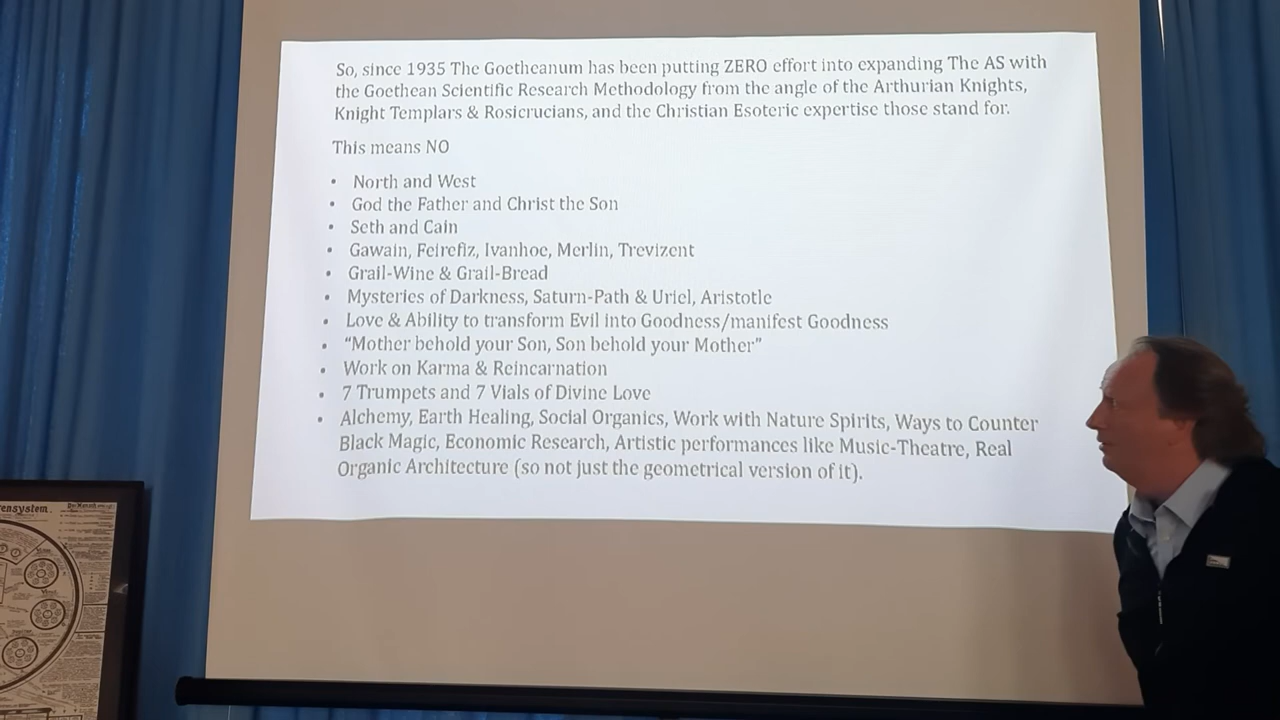 So, since 1935 The Goetheanum has been putting ZERO effort into expanding The AS with
the Goethean Scientific Research Methodology from the angle of the Arthurian Knights,
Knight Templars & Rosicrucians, and the Christian Esoteric expertise those stand for.
This means NO
• North and West
• God the Father and Christ the Son
• Seth and Cain
• Gawain, Feirefiz, Ivanhoe, Merlin, Trevizent
• Grail-Wine & Grail-Bread
• Mysteries of Darkness, Saturn-Path & Uriel, Aristotle
• Love & Ability to transform Evil into Goodness/manifest Goodness
• “Mother behold your Son, Son behold your Mother”
• Work on Karma & Reincarnation
• 7 Trumpets and 7 Vials of Divine Love
• Alchemy, Earth Healing, Social Organics, Work with Nature Spirits, Ways to Counter
Black Magic, Economic Research, Artistic performances like Music-Theatre, Real
Organic Architecture (so not just the geometrical version of it).
ensystem